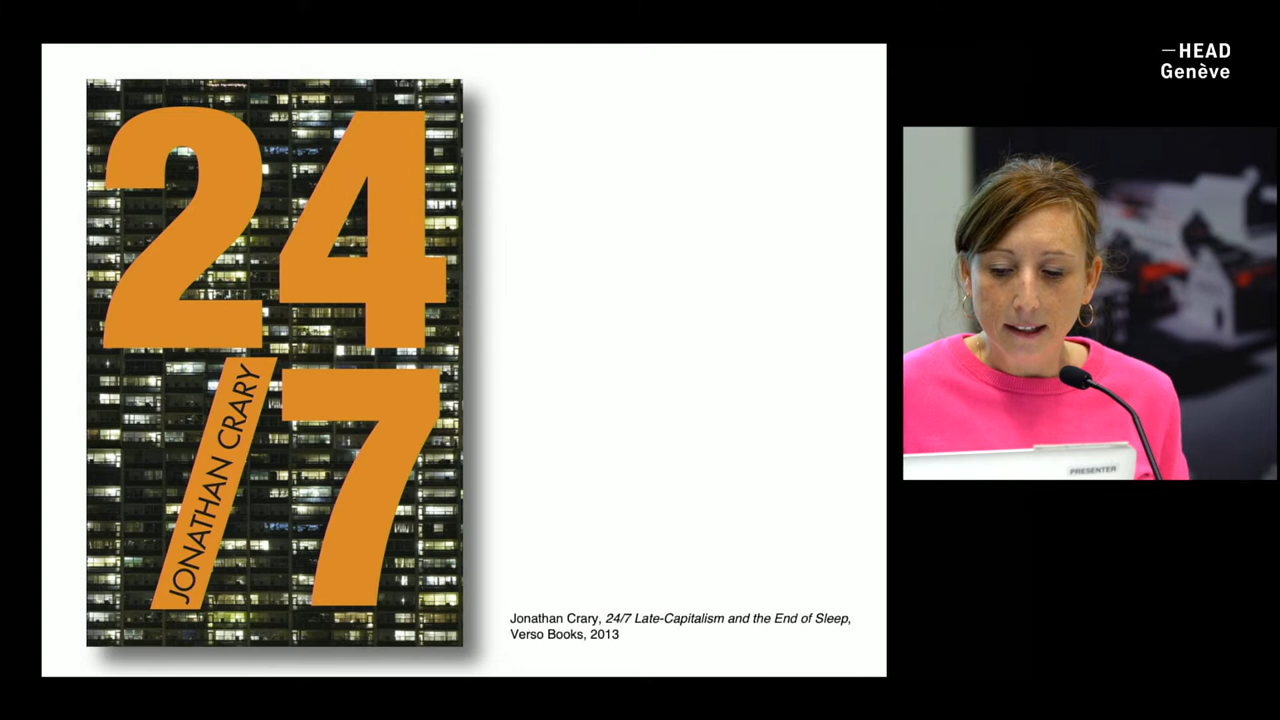 24
/7
JONATHAN CRARY
Jonathan Crary, 24/7 Late-Capitalism and the End of Sleep,
Verso Books, 2013
—HEAD
Genève
PRESENTER